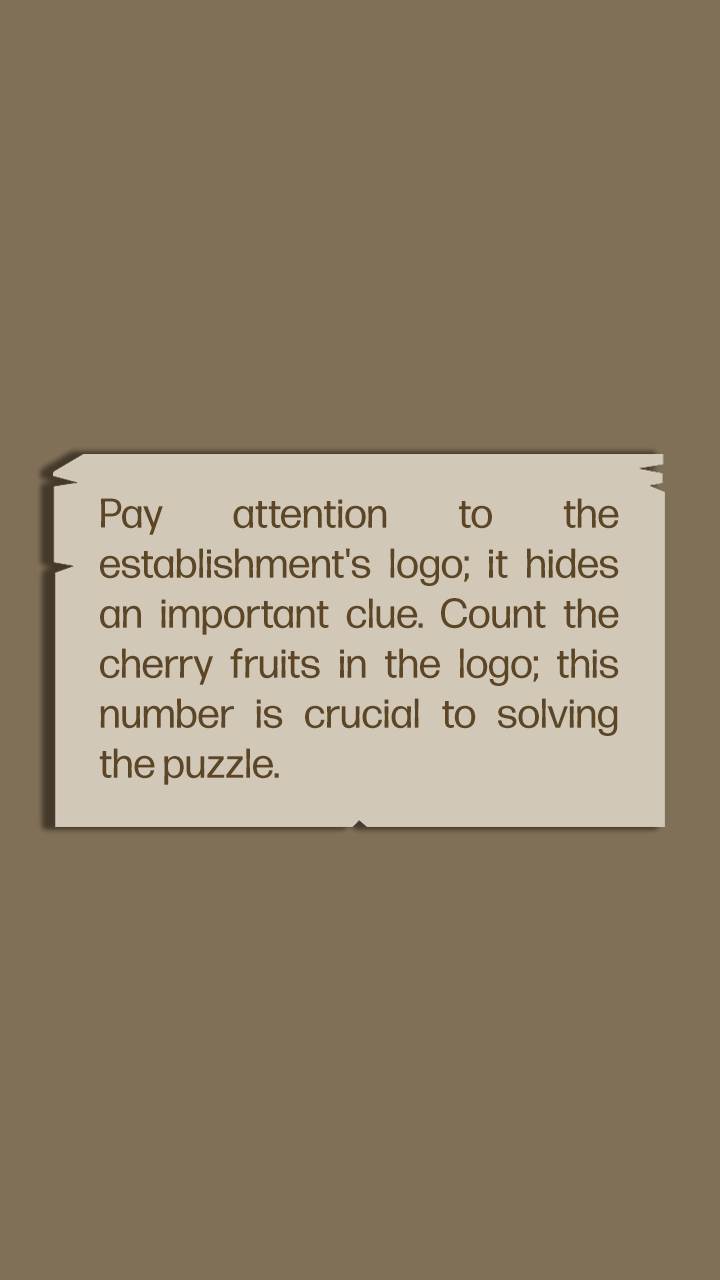 Pay attention to the
establishment's logo; it hides
an important clue. Count the
cherry fruits in the logo; this
number is crucial to solving
the puzzle.